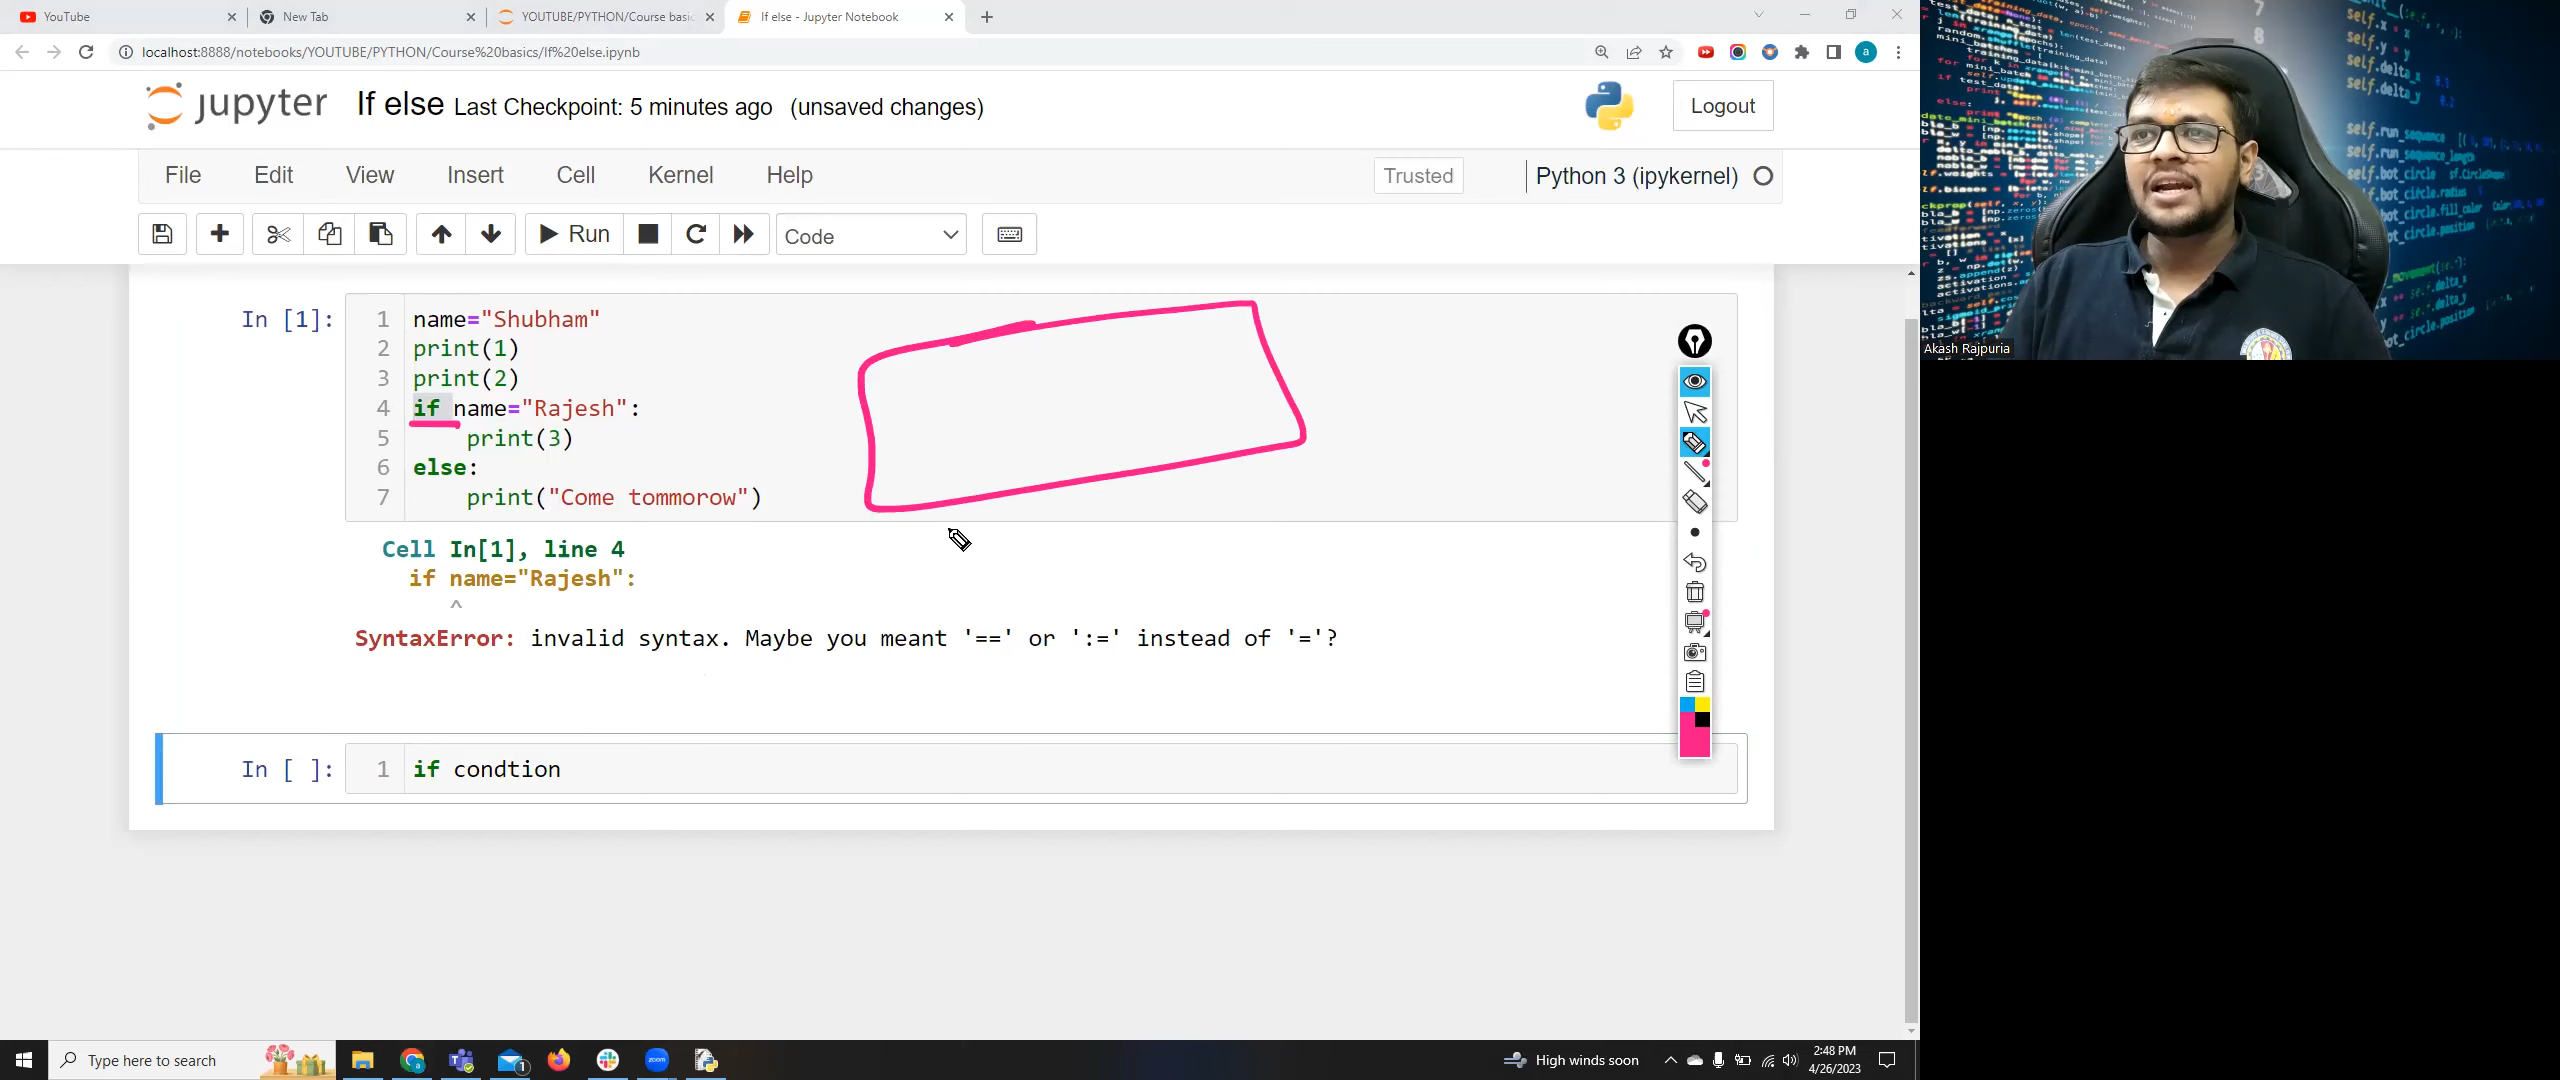 YouTube
New Tab
YOUTUBE/PYTHON/Course basic
If else - Jupyter Notebook
localhost:8888/notebooks/YOUTUBE/PYTHON/Course%20basics/If%20else.ipynb
a
jupyter If else Last Checkpoint: 5 minutes ago (unsaved changes)
Logout
File Edit View Insert Cell Kernel Help
Trusted
Python 3 (ipykernel)
Run
Code
In [1]:
1 name="Shubham"
2 print(1)
3 print(2)
4 if name="Rajesh":
5 print(3)
6 else:
7 print("Come tommorow")
Cell In[1], line 4
if name="Rajesh":
^
SyntaxError: invalid syntax. Maybe you meant '==' or ':=' instead of '='?
In [ ]:
1 if condtion
Akash Rajpuria
Type here to search
1
zoom
High winds soon
2:48 PM
4/26/2023